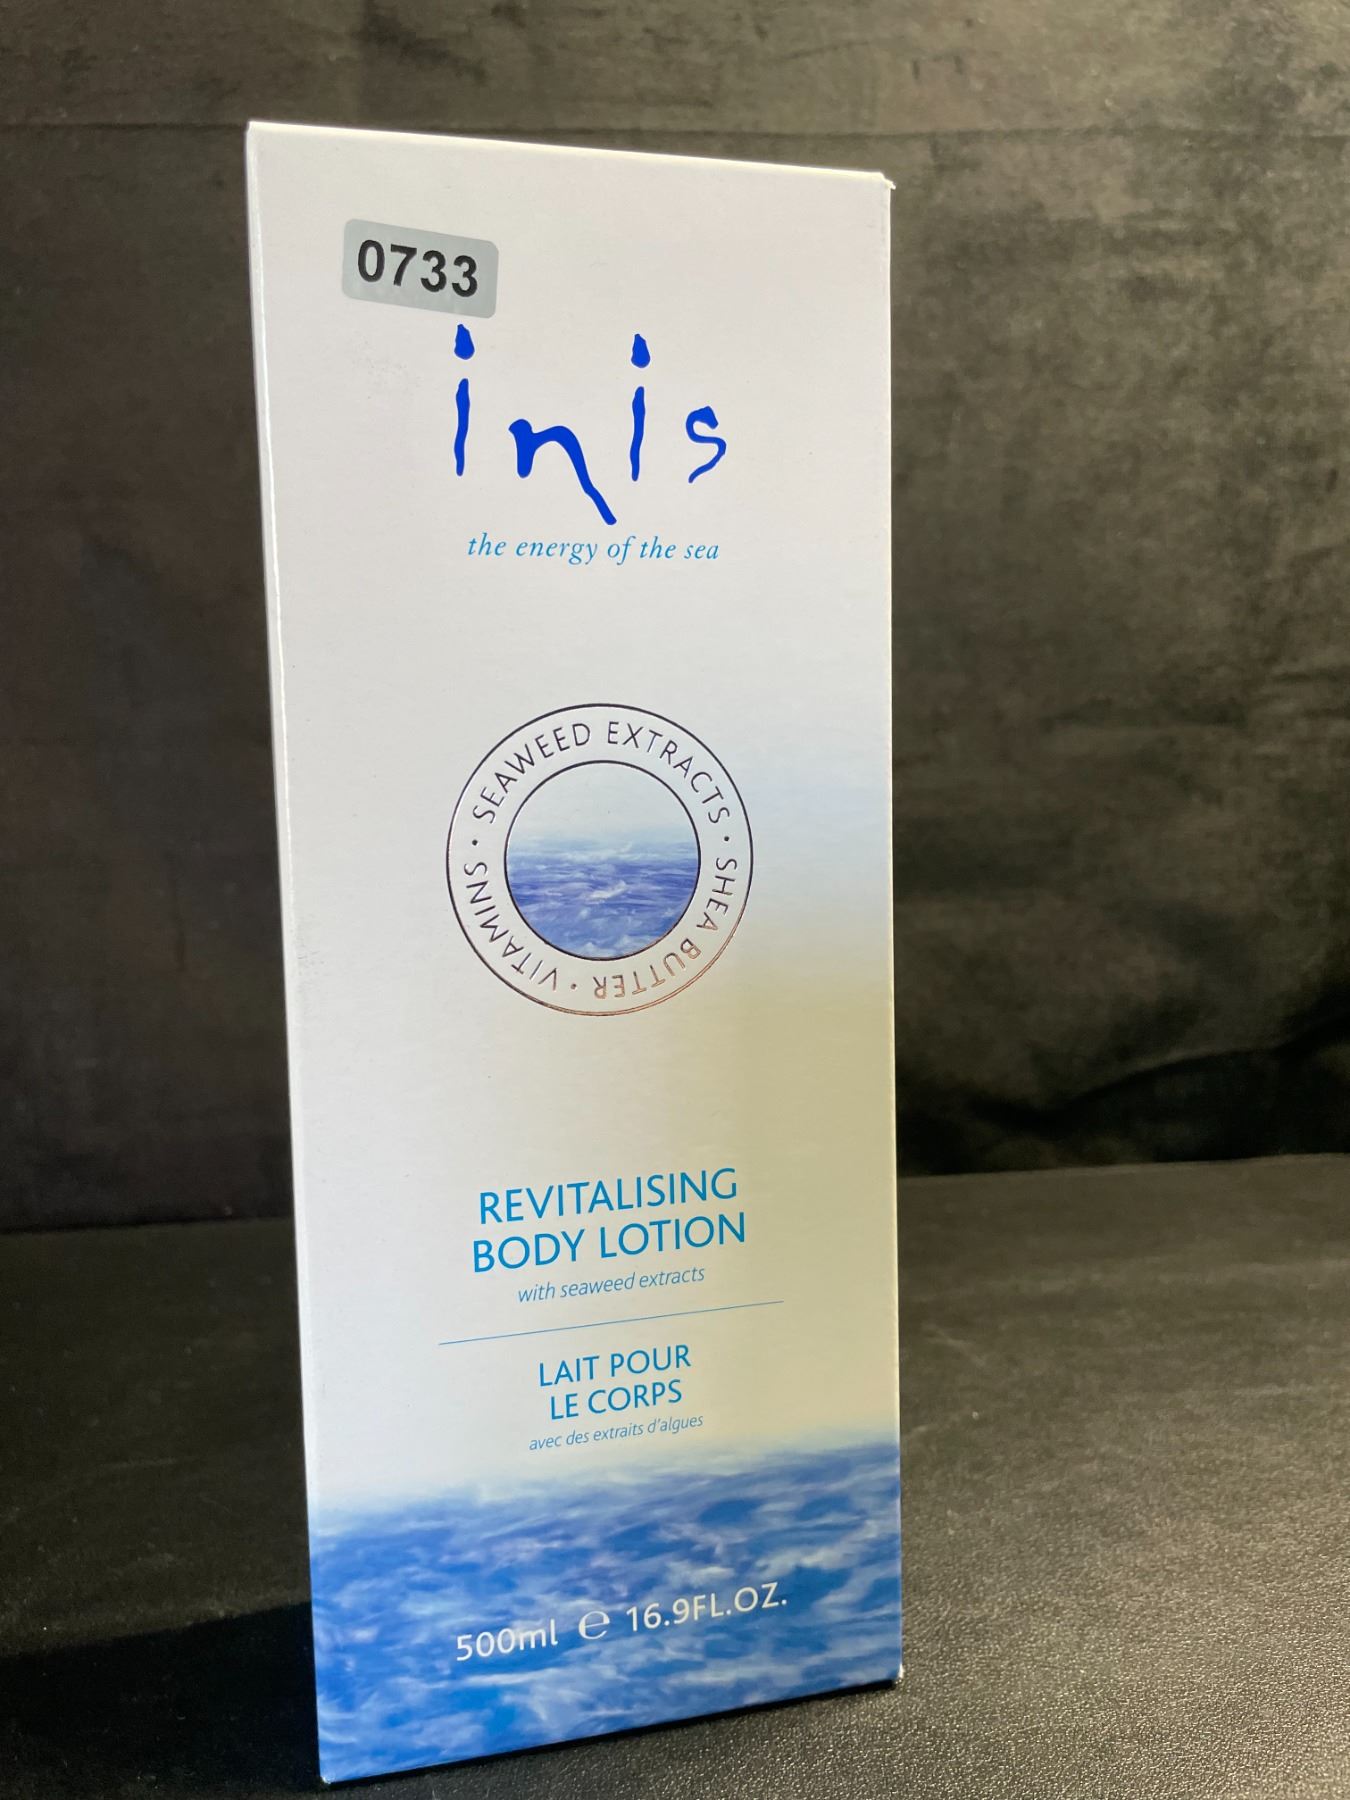 0733
inis
the energy of the sea
SEAWEED EXTRACTS · SHEA BUTTER · VITAMINS ·
REVITALISING
BODY LOTION
with seaweed extracts
LAIT POUR
LE CORPS
avec des extraits d'algues
500ml ℮ 16.9FL.OZ.